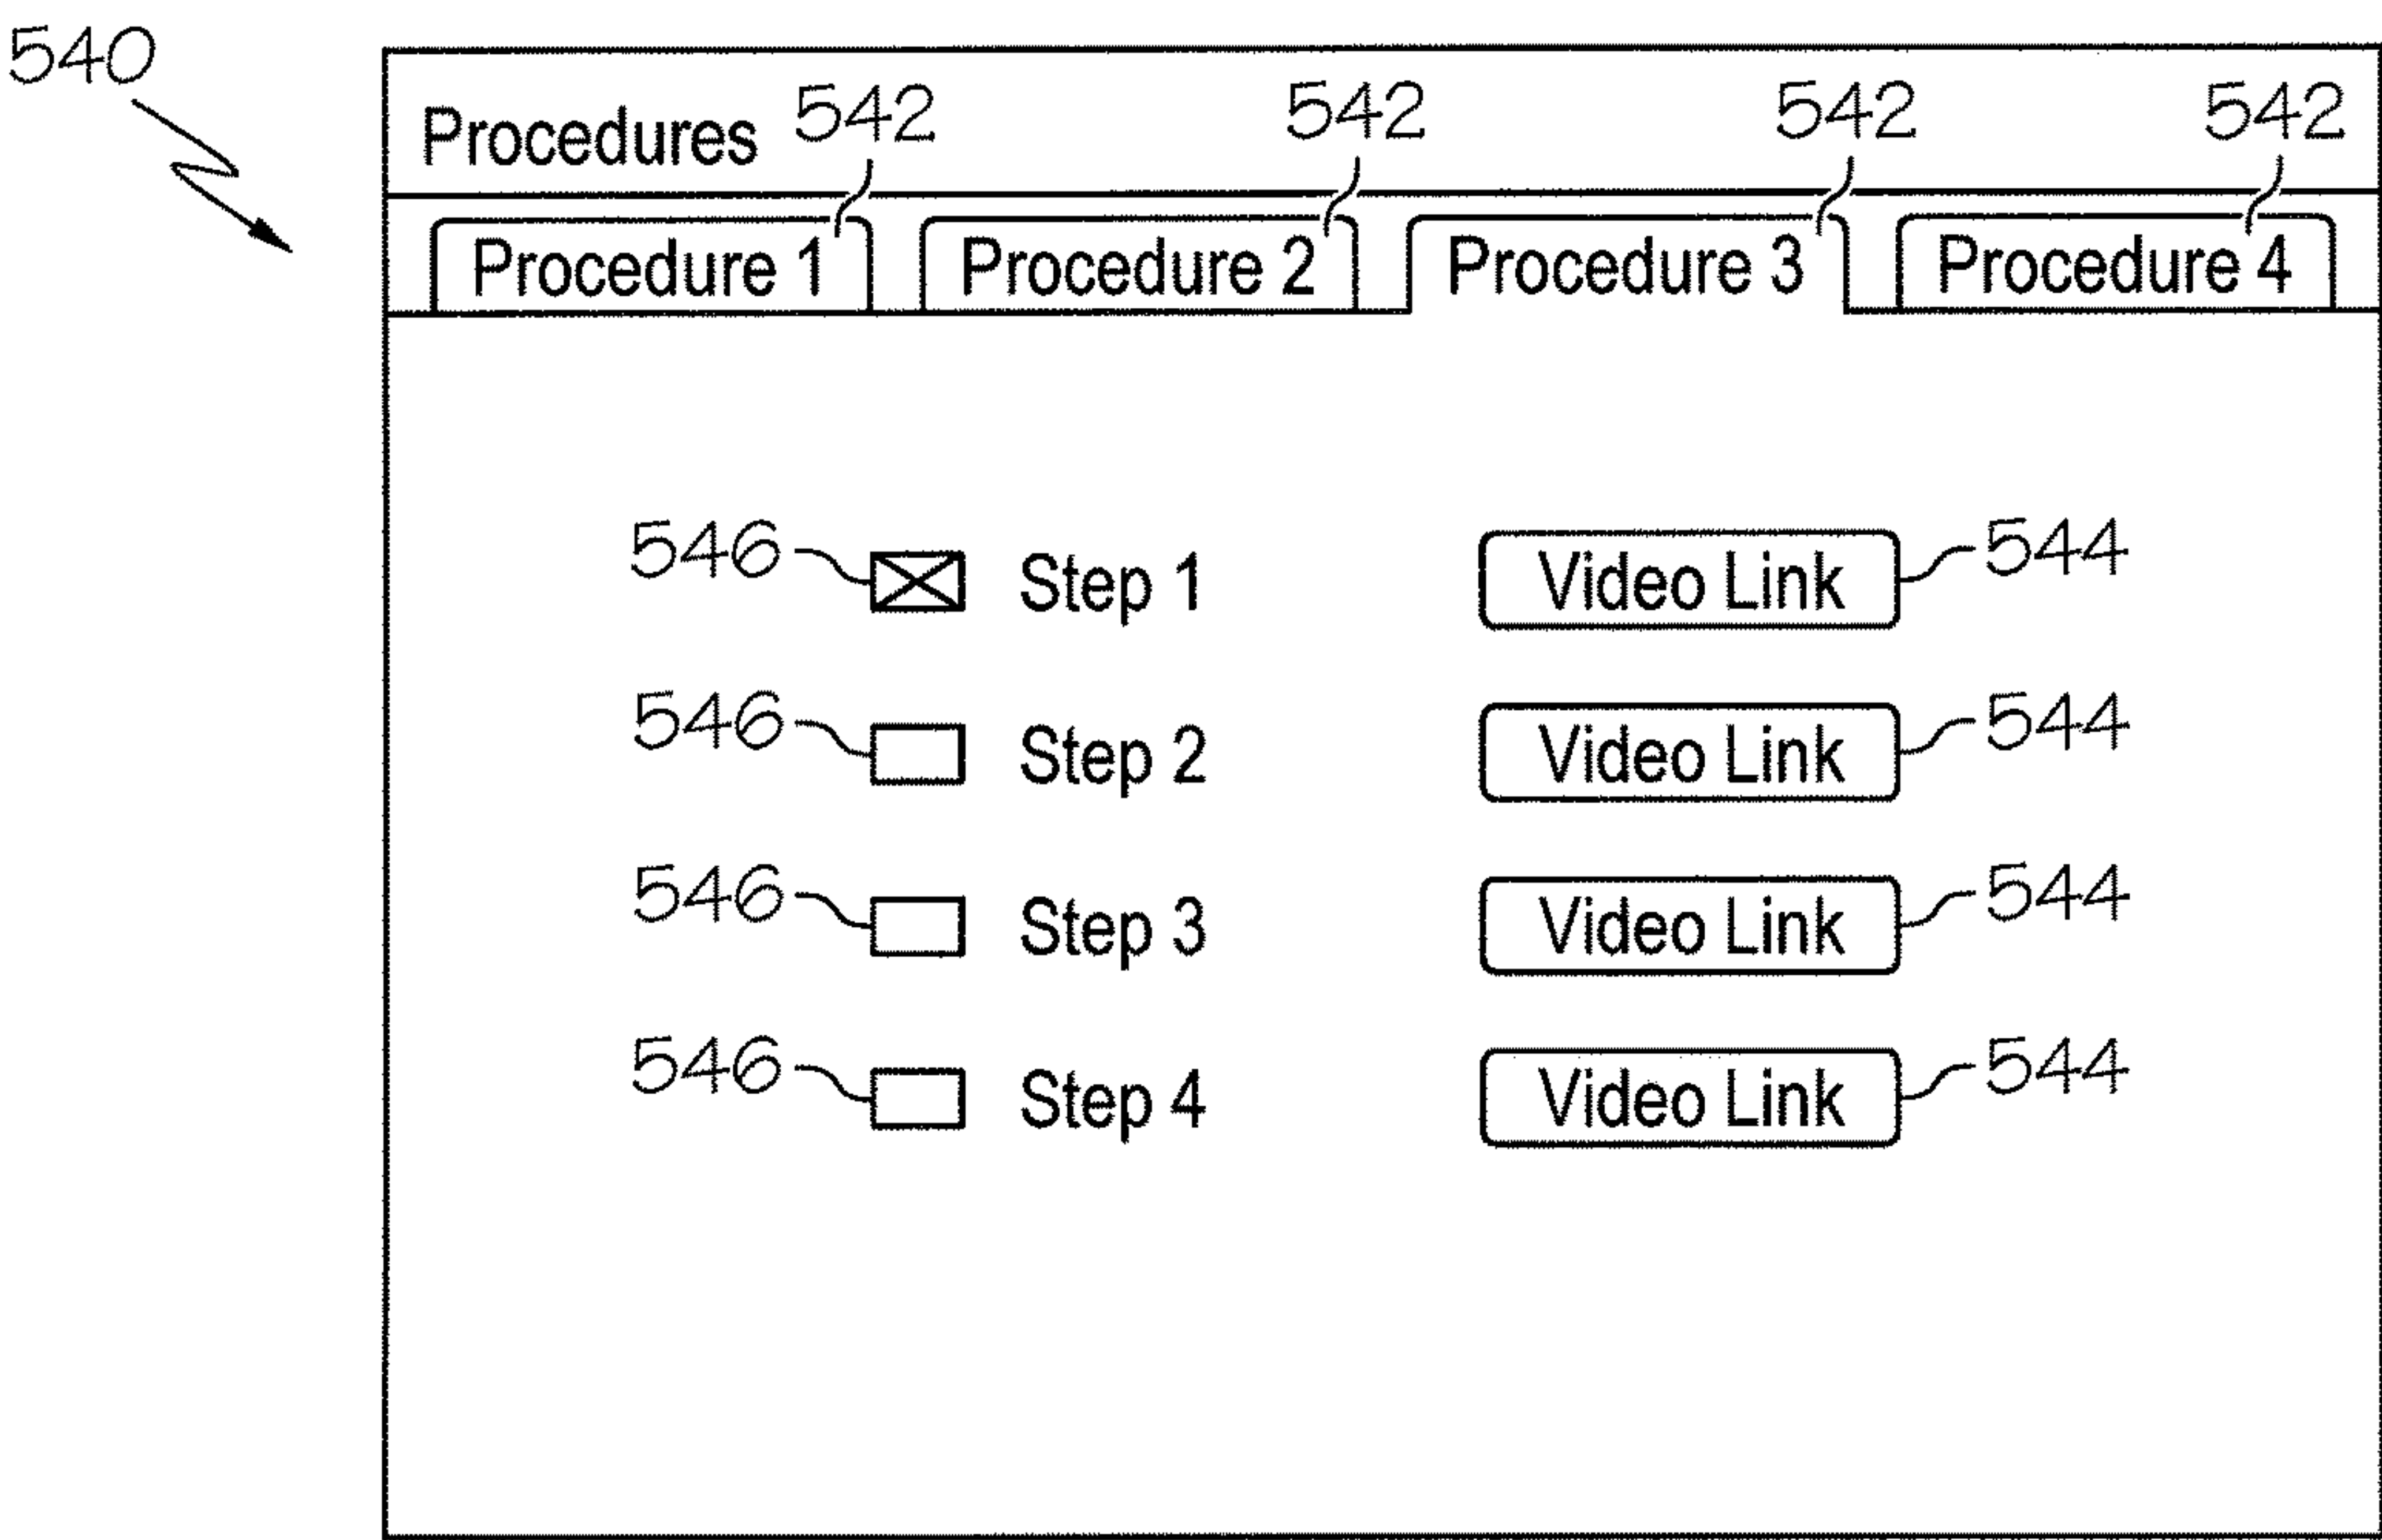 540
Procedures 542 542 542 542
Procedure 1 Procedure 2 Procedure 3 Procedure 4
546 Step 1 Video Link 544
546 Step 2 Video Link 544
546 Step 3 Video Link 544
546 Step 4 Video Link 544